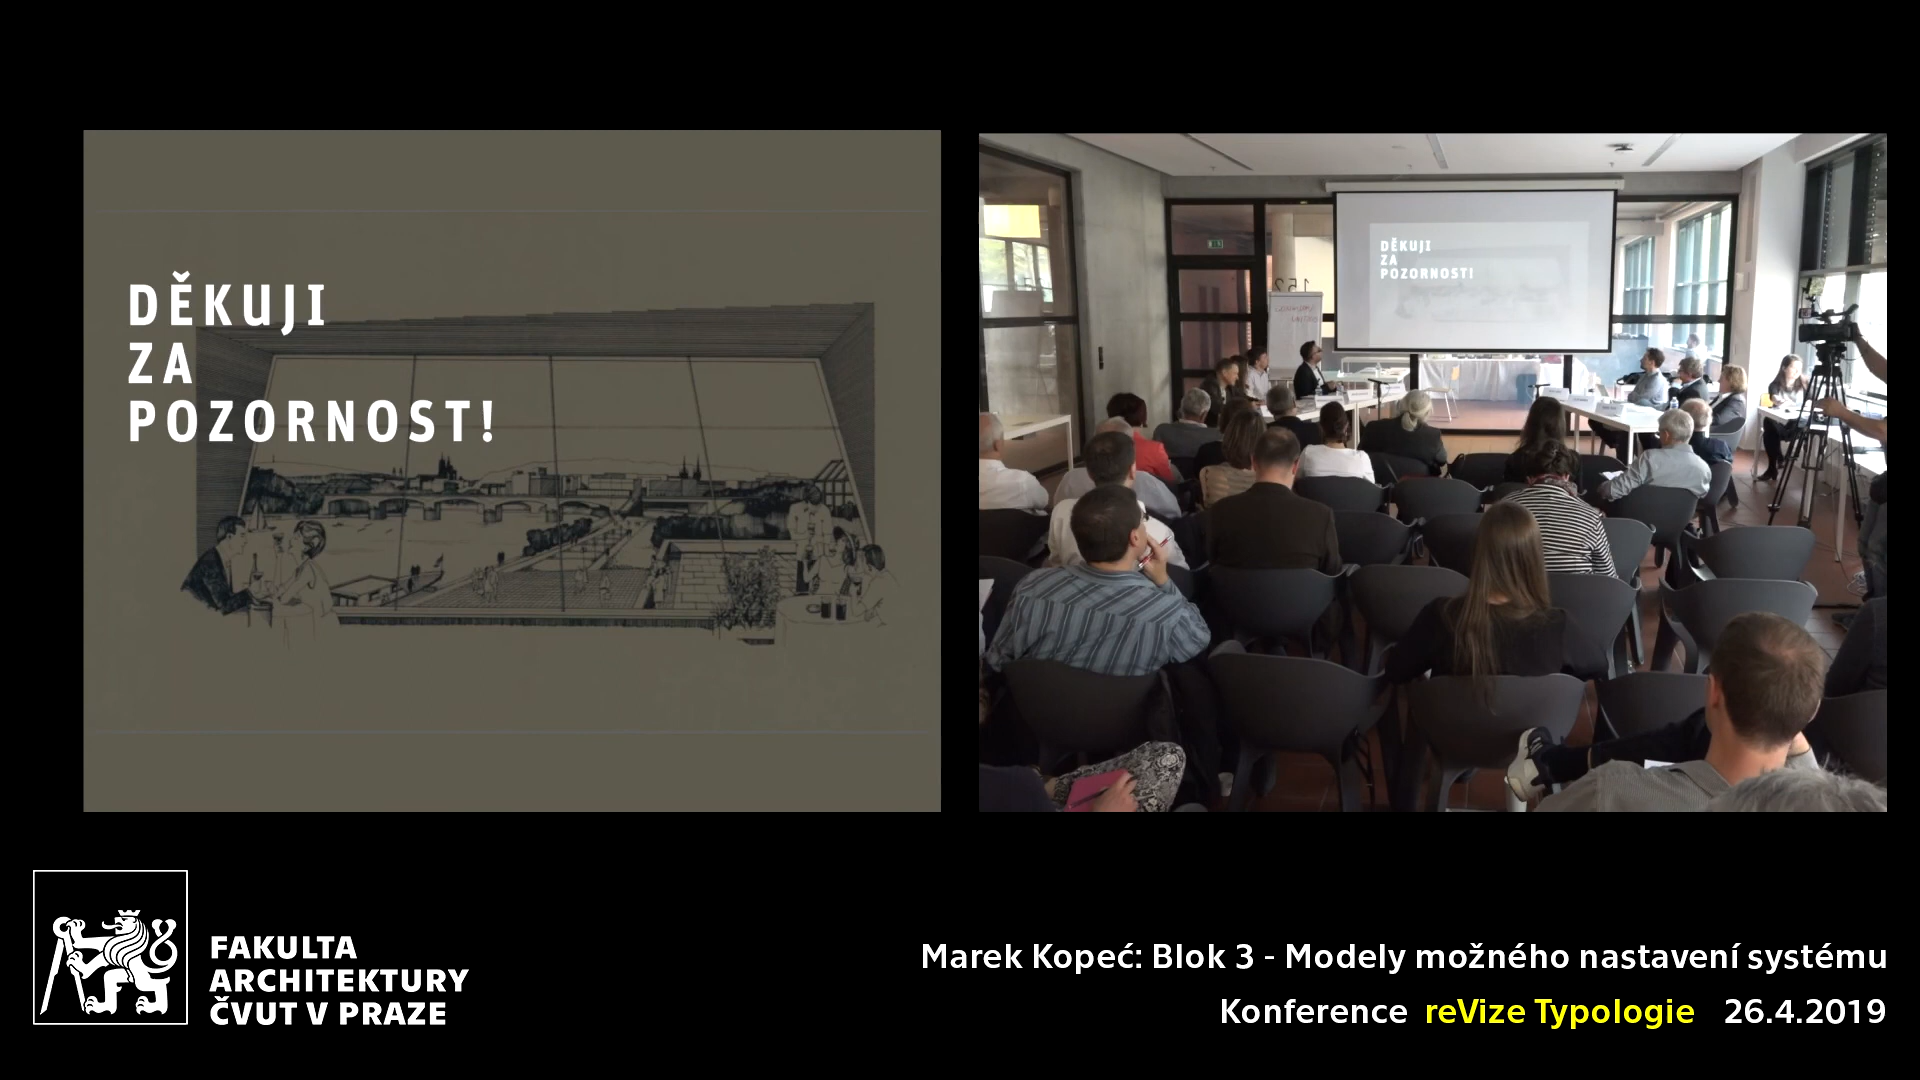 DĚKUJI
ZA
POZORNOST!
DĚKUJI
ZA
POZORNOST!
152
FAKULTA
ARCHITEKTURY
ČVUT V PRAZE
Marek Kopeć: Blok 3 - Modely možného nastavení systému
Konference reVize Typologie 26.4.2019